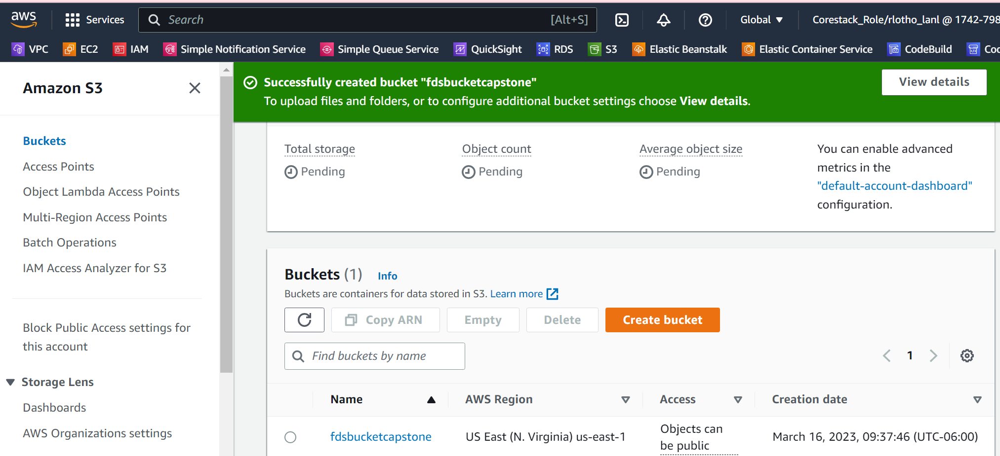 aws
Services
Search [Alt+S]
Global
Corestack_Role/rlotho_lanl @ 1742-798
VPC EC2 IAM Simple Notification Service Simple Queue Service QuickSight RDS S3 Elastic Beanstalk Elastic Container Service CodeBuild
Amazon S3
Buckets
Access Points
Object Lambda Access Points
Multi-Region Access Points
Batch Operations
IAM Access Analyzer for S3
Block Public Access settings for
this account
Storage Lens
Dashboards
AWS Organizations settings
Successfully created bucket "fdsbucketcapstone"
To upload files and folders, or to configure additional bucket settings choose View details.
View details
Total storage
Pending
Object count
Pending
Average object size
Pending
You can enable advanced
metrics in the
"default-account-dashboard"
configuration.
Buckets (1) Info
Buckets are containers for data stored in S3. Learn more
Copy ARN Empty Delete Create bucket
Find buckets by name
1
Name AWS Region Access Creation date
fdsbucketcapstone US East (N. Virginia) us-east-1 Objects can
be public
March 16, 2023, 09:37:46 (UTC-06:00)